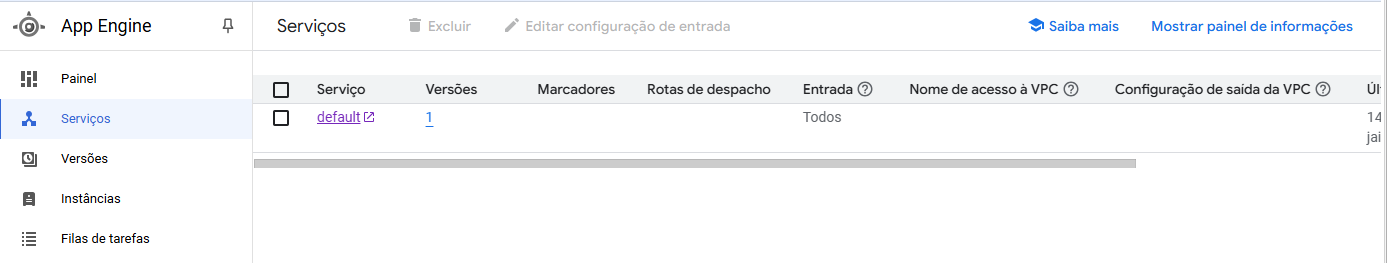 App Engine
Serviços
Excluir
Editar configuração de entrada
Saiba mais
Mostrar painel de informações
Painel
Serviços
Versões
Instâncias
Filas de tarefas
Serviço Versões Marcadores Rotas de despacho Entrada Nome de acesso à VPC Configuração de saída da VPC
default 1 Todos 14